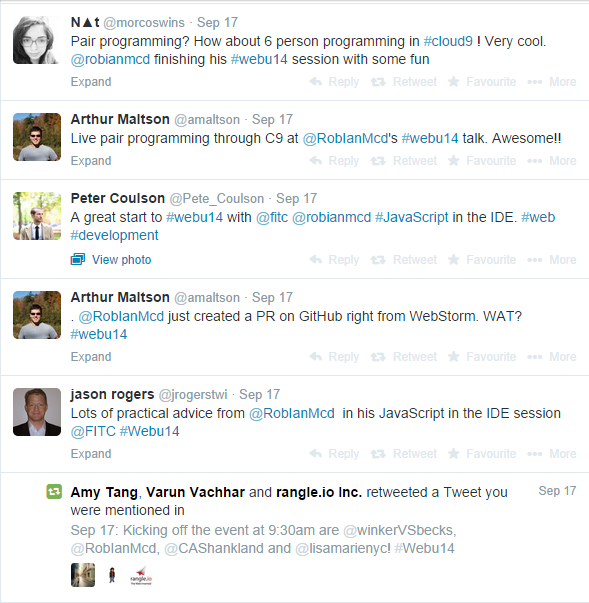 N▲t @morcoswins · Sep 17
Pair programming? How about 6 person programming in #cloud9 ! Very cool.
@robianmcd finishing his #webu14 session with some fun
Expand Reply Retweet Favourite More
Arthur Maltson @amaltson · Sep 17
Live pair programming through C9 at @RobIanMcd's #webu14 talk. Awesome!!
Expand Reply Retweet Favourite More
Peter Coulson @Pete_Coulson · Sep 17
A great start to #webu14 with @fitc @robianmcd #JavaScript in the IDE. #web
#development
View photo Reply Retweet Favourite More
Arthur Maltson @amaltson · Sep 17
. @RobIanMcd just created a PR on GitHub right from WebStorm. WAT?
#webu14
Expand Reply Retweet Favourite More
jason rogers @jrogerstwi · Sep 17
Lots of practical advice from @RobIanMcd in his JavaScript in the IDE session
@FITC #Webu14
Expand Reply Retweet Favourite More
Amy Tang, Varun Vachhar and rangle.io Inc. retweeted a Tweet you Sep 17
were mentioned in
Sep 17: Kicking off the event at 9:30am are @winkerVSbecks,
@RobIanMcd, @CAShankland and @lisamarienyc! #Webu14
rangle.io